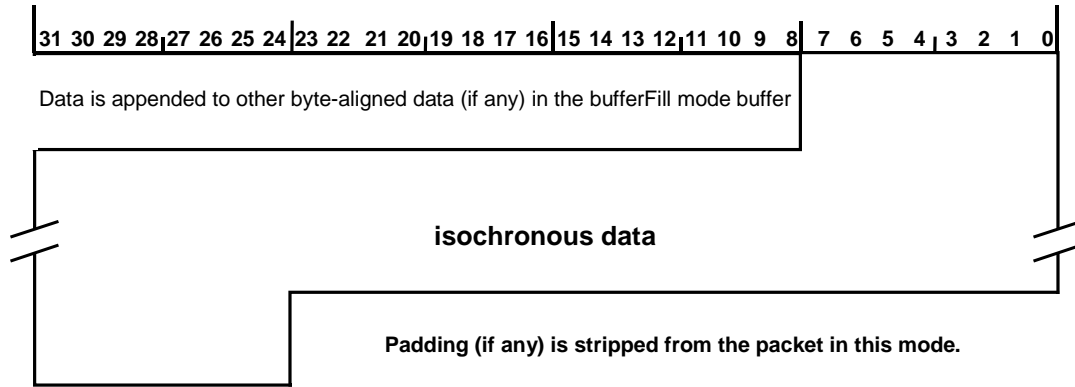 31 30 29 28 27 26 25 24 23 22 21 20 19 18 17 16 15 14 13 12 11 10 9 8 7 6 5 4 3 2 1 0
Data is appended to other byte-aligned data (if any) in the bufferFill mode buffer
isochronous data
Padding (if any) is stripped from the packet in this mode.